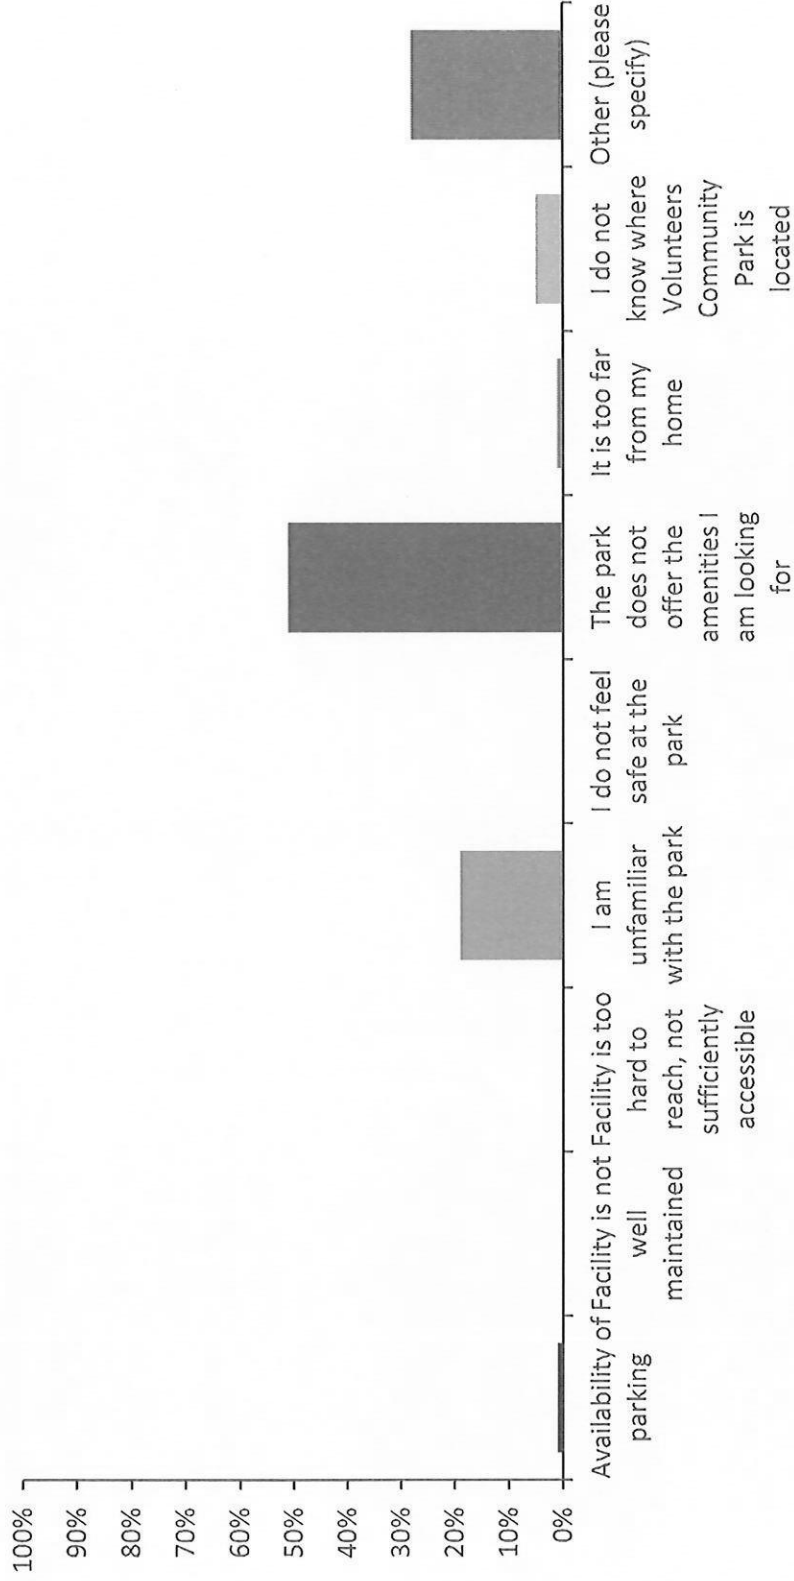 100%
90%
80%
70%
60%
50%
40%
30%
20%
10%
0%
Availability of
parking
Facility is not
well
maintained
Facility is too
hard to
reach, not
sufficiently
accessible
I am
unfamiliar
with the park
I do not feel
safe at the
park
The park
does not
offer the
amenities I
am looking
for
It is too far
from my
home
I do not
know where
Volunteers
Community
Park is
located
Other (please
specify)